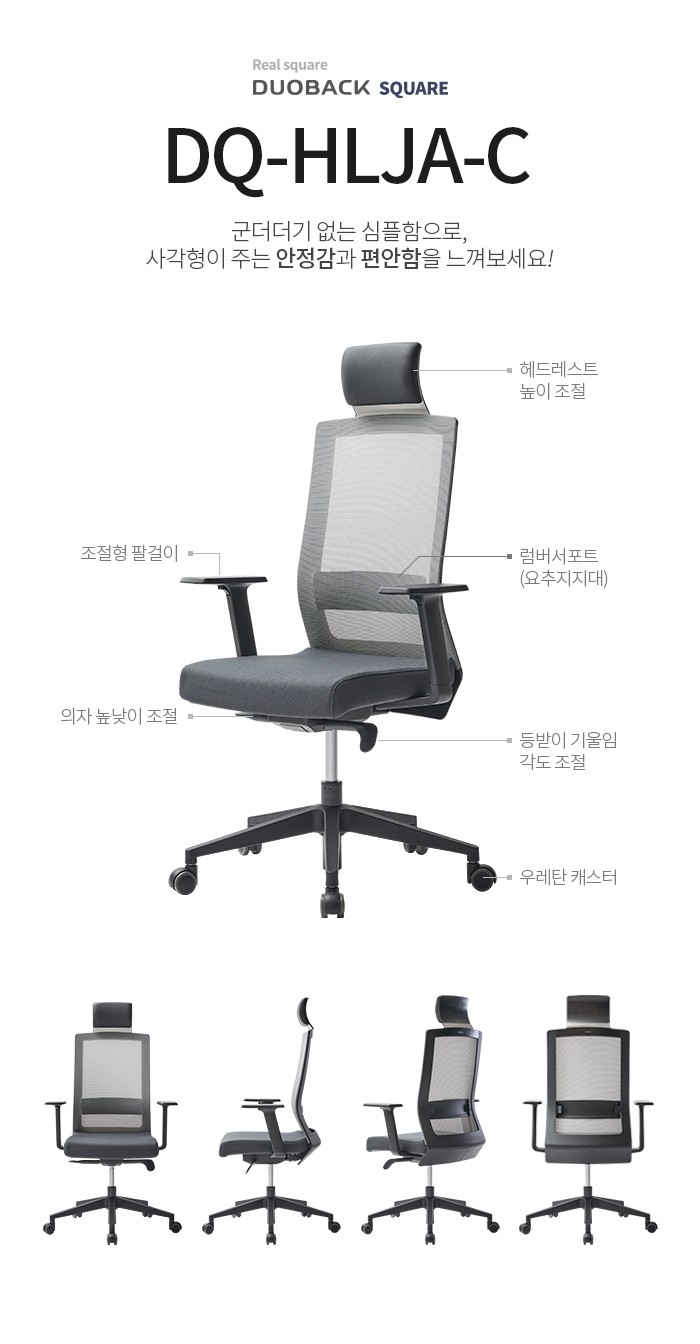 Real square
DUOBACK SQUARE
DQ-HLJA-C
군더더기 없는 심플함으로,
사각형이 주는 안정감과 편안함을 느껴보세요!
헤드레스트
높이 조절
조절형 팔걸이
럼버서포트
(요추지지대)
의자 높낮이 조절
등받이 기울임
각도 조절
우레탄 캐스터